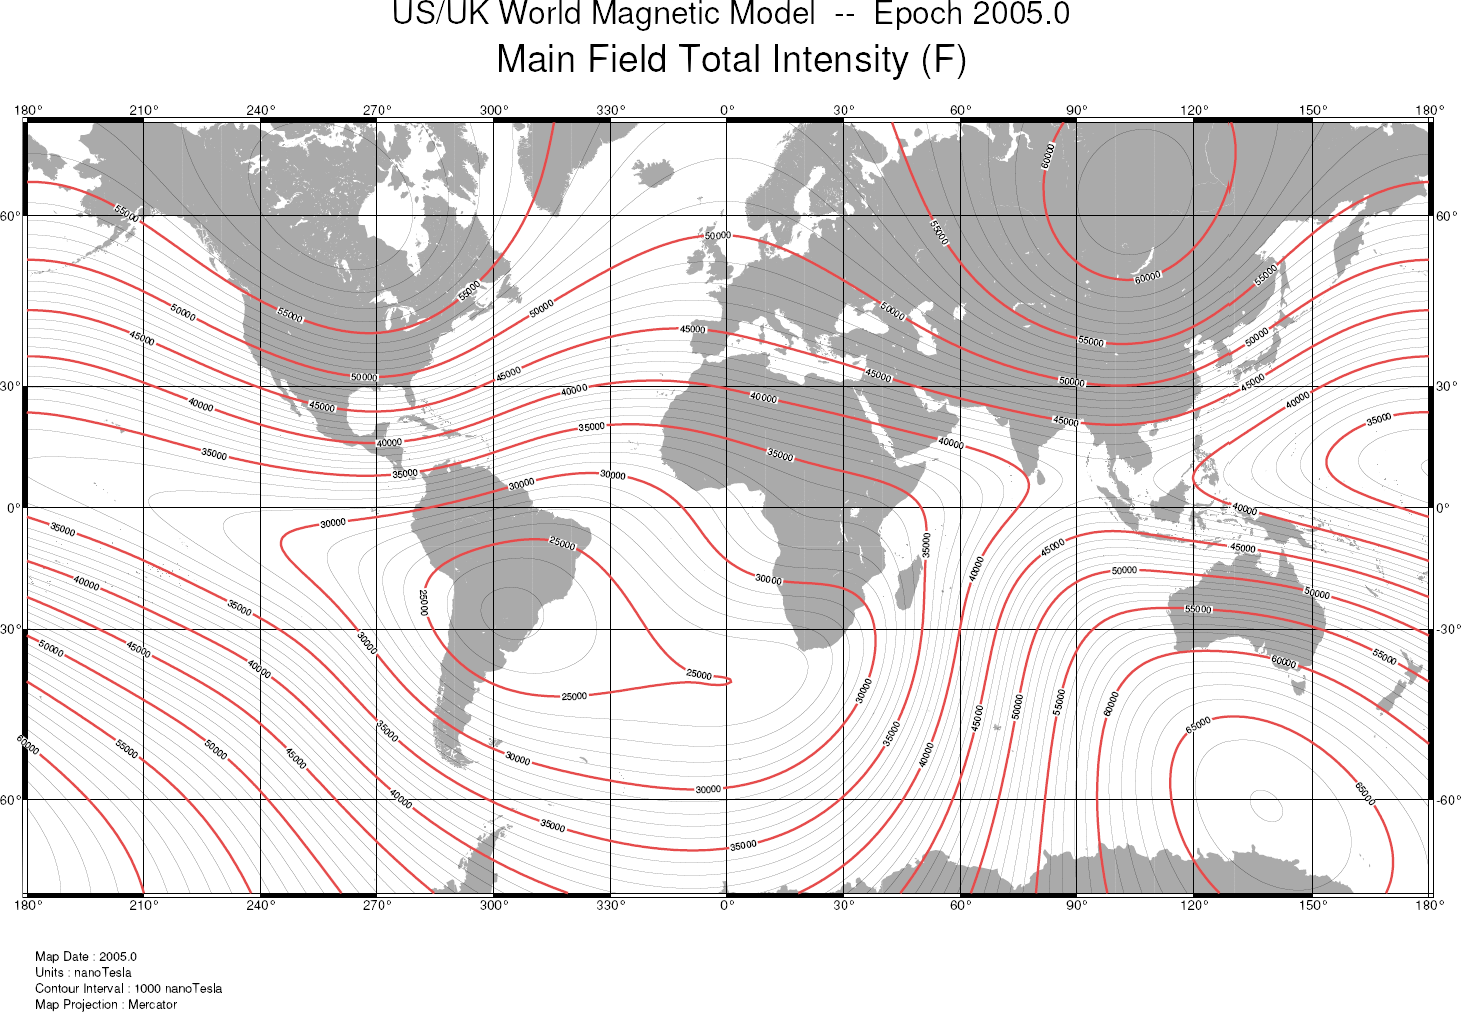 US/UK World Magnetic Model -- Epoch 2005.0
Main Field Total Intensity (F)
180° 210° 240° 270° 300° 330° 0° 30° 60° 90° 120° 150° 180°
60000
55000 55000
60° 50000 60°
60000
55000 55000 50000 50000 50000 55000
45000 45000 55000 50000
50000 45000 45000 50000 45000
30° 40000 45000 40000 40000 45000 40000 30°
40000 35000 40000 35000
35000 35000 30000 30000 35000
0° 30000 40000 0°
35000 25000 35000 45000 45000
40000 25000 30000 40000 50000 50000
35000 55000
30° 30000 -30°
50000 45000 40000 25000 60000 55000
25000 30000 45000 50000 55000 60000
60000 55000 50000 45000 35000 30000 35000 40000 65000
60° 40000 30000 65000 -60°
35000 35000
180° 210° 240° 270° 300° 330° 0° 30° 60° 90° 120° 150° 180°
Map Date : 2005.0
Units : nanoTesla
Contour Interval : 1000 nanoTesla
Map Projection : Mercator